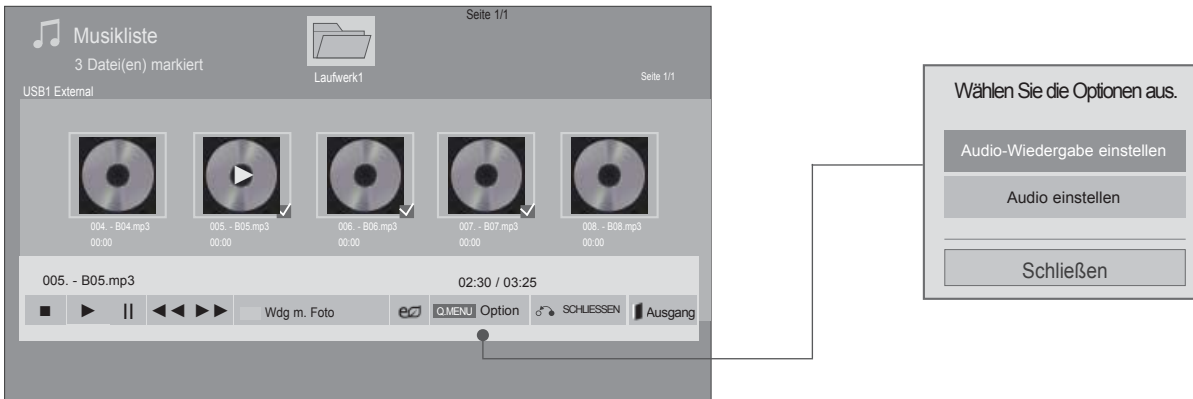 Seite 1/1
Musikliste
3 Datei(en) markiert
Laufwerk1
Seite 1/1
USB1 External
004. - B04.mp3
00:00
005. - B05.mp3
00:00
006. - B06.mp3
00:00
007. - B07.mp3
00:00
008. - B08.mp3
00:00
005. - B05.mp3 02:30 / 03:25
Wdg m. Foto Q.MENU Option SCHLIESSEN Ausgang
Wählen Sie die Optionen aus.
Audio-Wiedergabe einstellen
Audio einstellen
Schließen